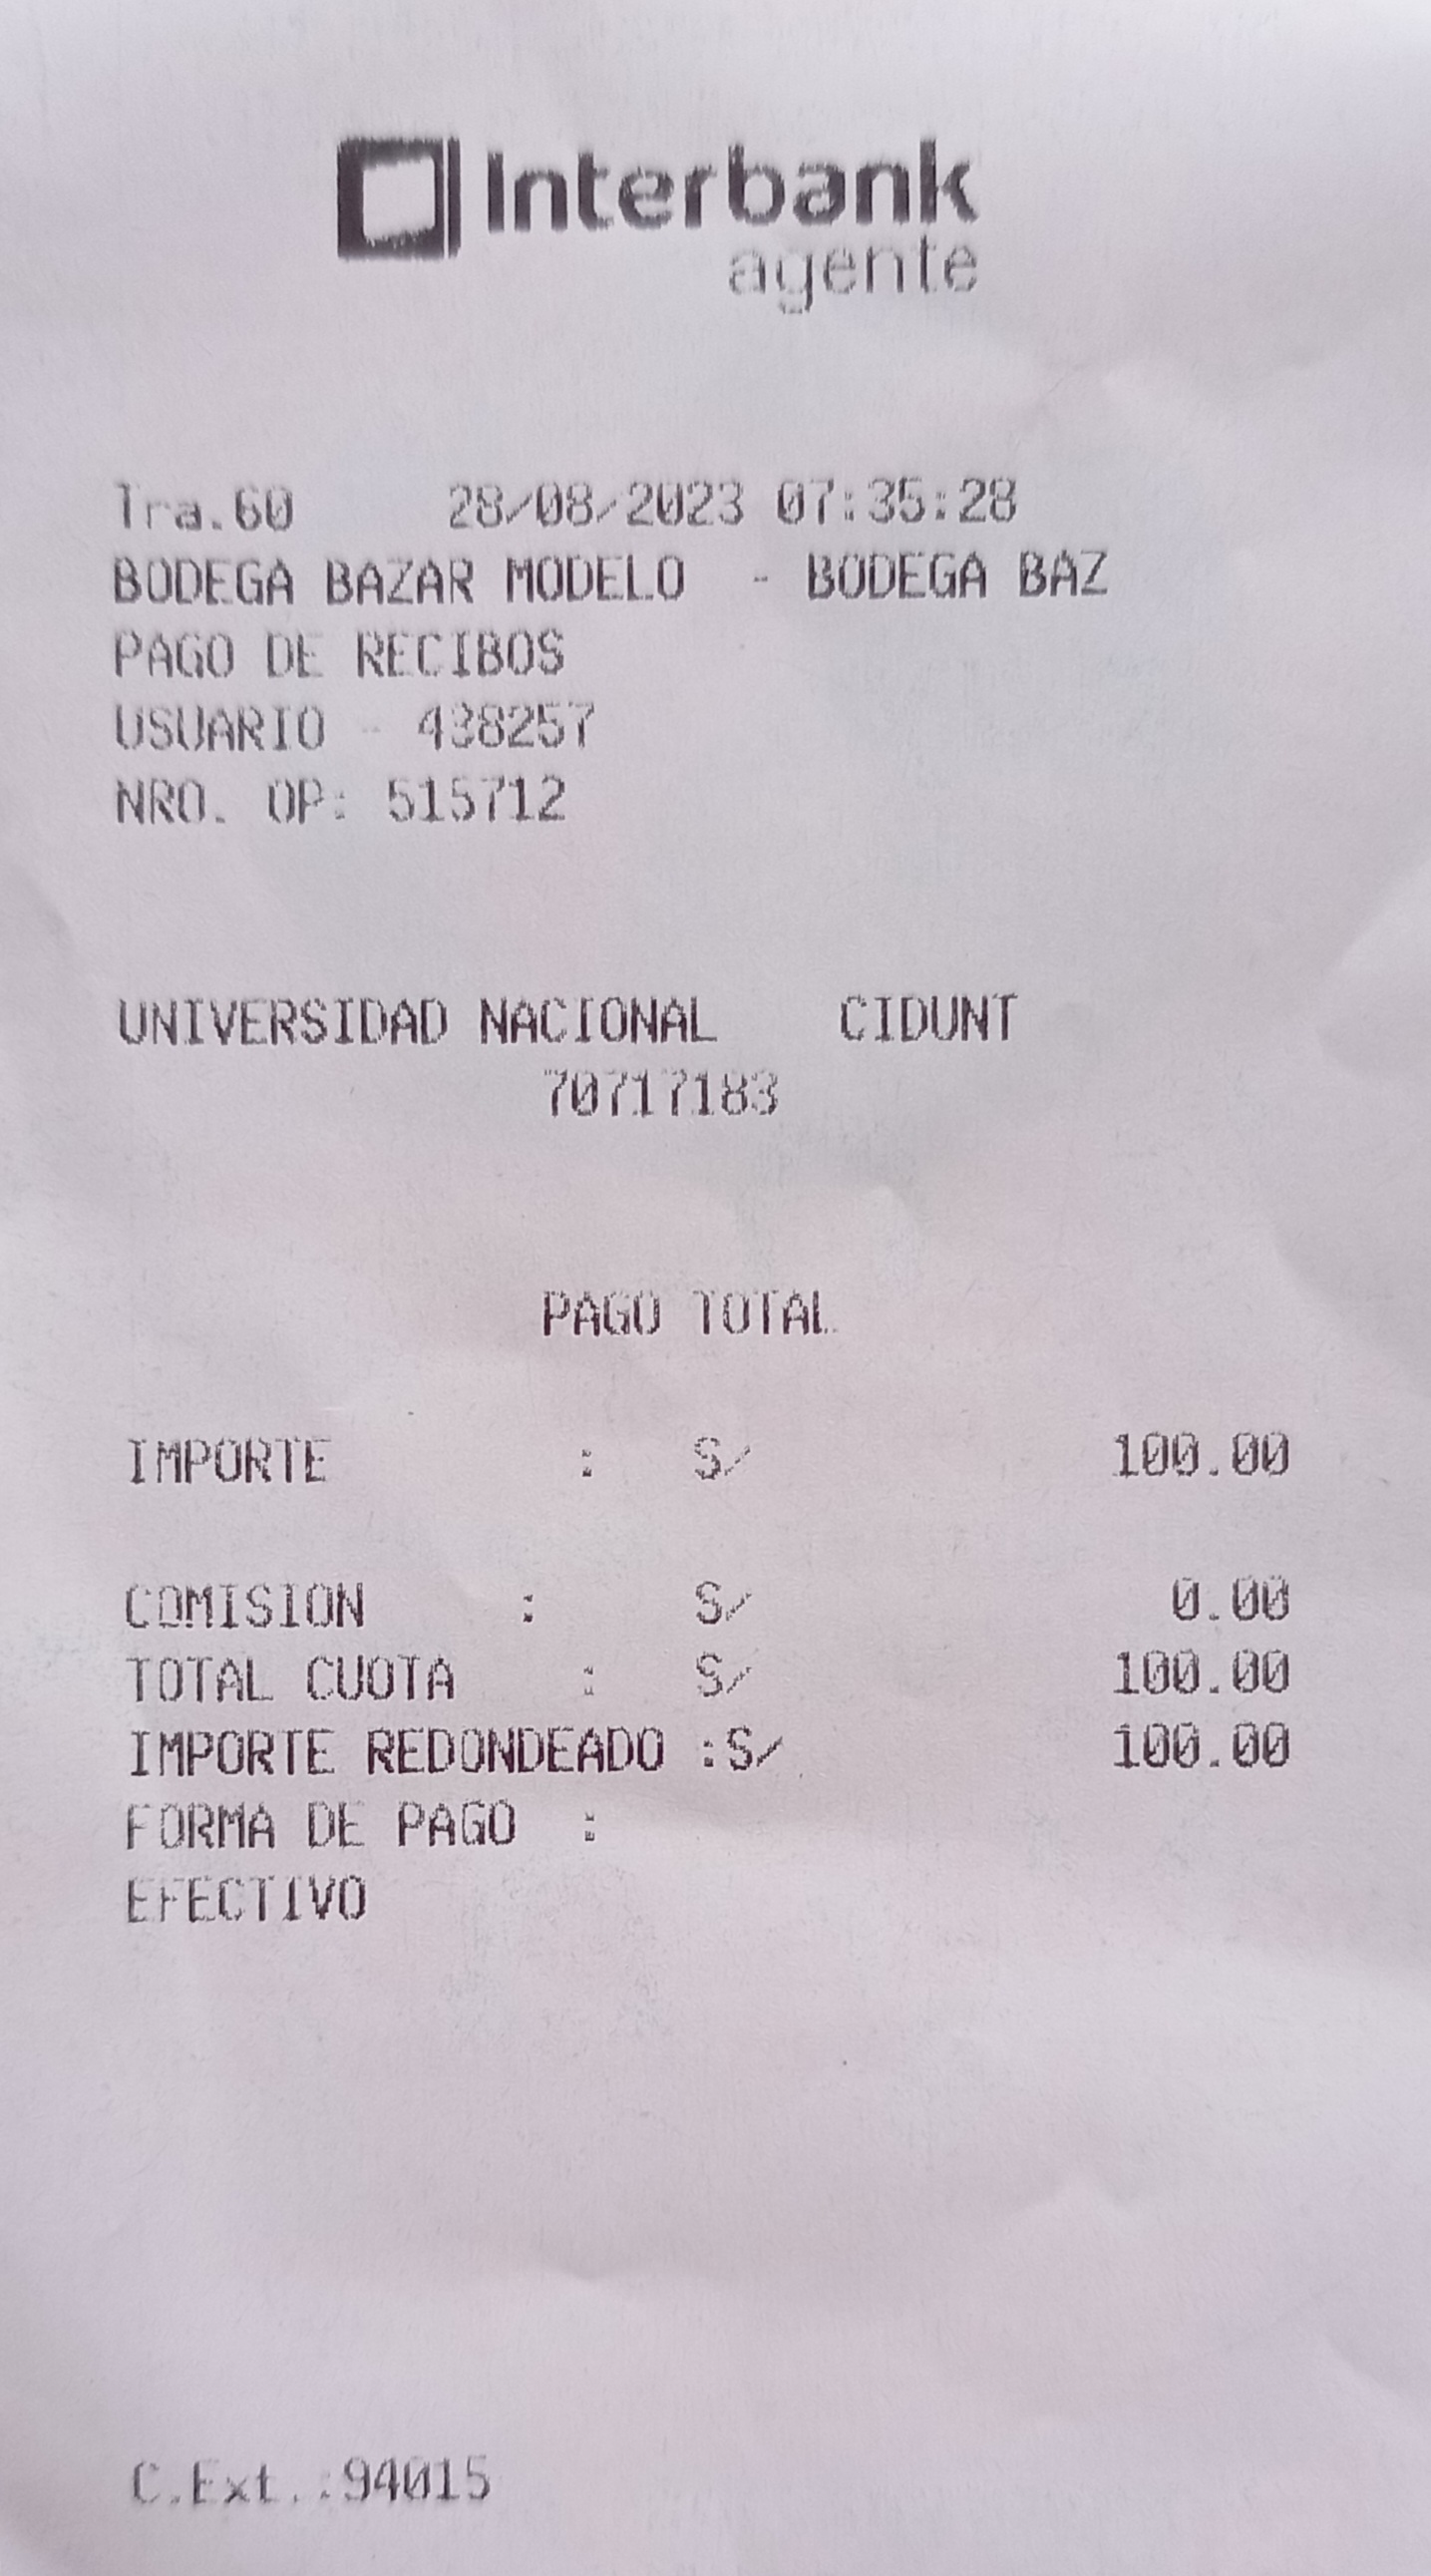 Interbank
agente
Tra.60 28/08/2023 07:35:28
BODEGA BAZAR MODELO - BODEGA BAZ
PAGO DE RECIBOS
USUARIO - 438257
NRO. OP: 515712
UNIVERSIDAD NACIONAL CIDUNT
70717183
PAGO TOTAL
IMPORTE : S/ 100.00
COMISION : S/ 0.00
TOTAL CUOTA : S/ 100.00
IMPORTE REDONDEADO :S/ 100.00
FORMA DE PAGO :
EFECTIVO
C.Ext.:94015